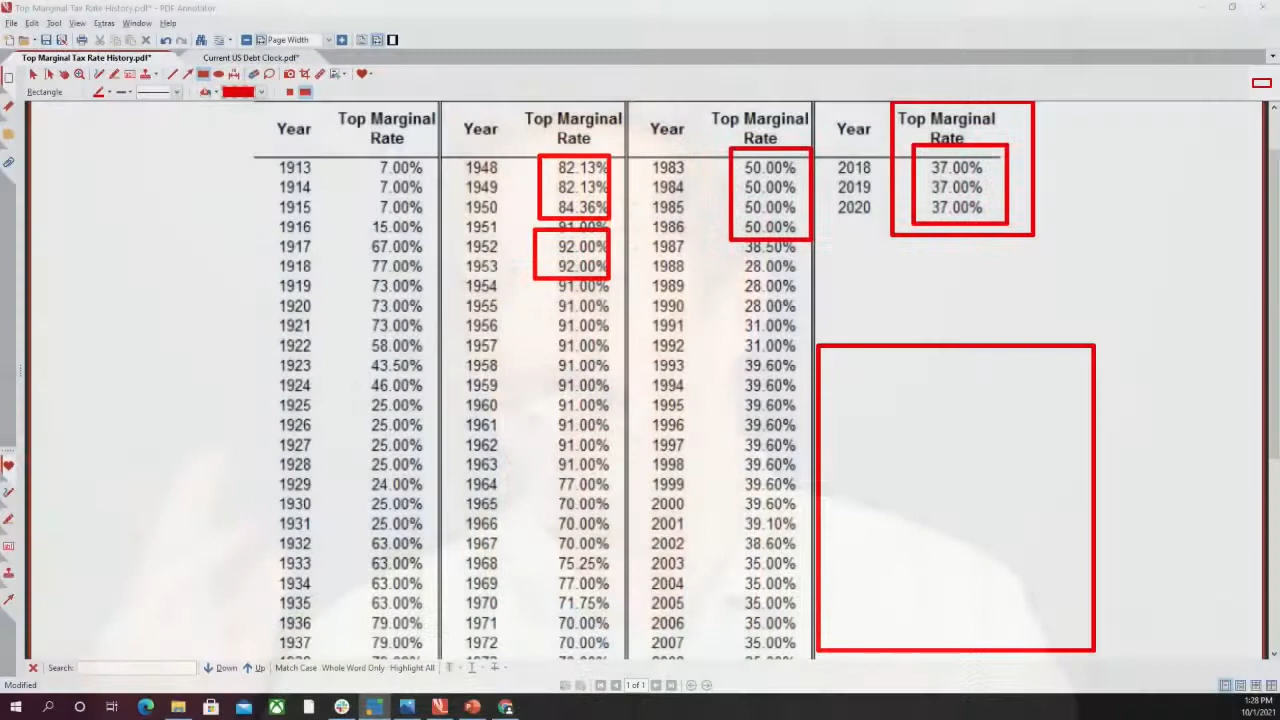 Top Marginal Tax Rate History.pdf* - PDF Annotator
File Edit Tool View Extras Window Help
Page Width
Top Marginal Tax Rate History.pdf* Current US Debt Clock.pdf*
Rectangle
Year Top Marginal Rate Year Top Marginal Rate Year Top Marginal Rate Year Top Marginal Rate
1913 7.00% 1948 82.13% 1983 50.00% 2018 37.00%
1914 7.00% 1949 82.13% 1984 50.00% 2019 37.00%
1915 7.00% 1950 84.36% 1985 50.00% 2020 37.00%
1916 15.00% 1951 91.00% 1986 50.00%
1917 67.00% 1952 92.00% 1987 38.50%
1918 77.00% 1953 92.00% 1988 28.00%
1919 73.00% 1954 91.00% 1989 28.00%
1920 73.00% 1955 91.00% 1990 28.00%
1921 73.00% 1956 91.00% 1991 31.00%
1922 58.00% 1957 91.00% 1992 31.00%
1923 43.50% 1958 91.00% 1993 39.60%
1924 46.00% 1959 91.00% 1994 39.60%
1925 25.00% 1960 91.00% 1995 39.60%
1926 25.00% 1961 91.00% 1996 39.60%
1927 25.00% 1962 91.00% 1997 39.60%
1928 25.00% 1963 91.00% 1998 39.60%
1929 24.00% 1964 77.00% 1999 39.60%
1930 25.00% 1965 70.00% 2000 39.60%
1931 25.00% 1966 70.00% 2001 39.10%
1932 63.00% 1967 70.00% 2002 38.60%
1933 63.00% 1968 75.25% 2003 35.00%
1934 63.00% 1969 77.00% 2004 35.00%
1935 63.00% 1970 71.75% 2005 35.00%
1936 79.00% 1971 70.00% 2006 35.00%
1937 79.00% 1972 70.00% 2007 35.00%
Search: Down Up Match Case Whole Word Only Highlight All
Modified 1 of 1
1:28 PM
10/1/2021